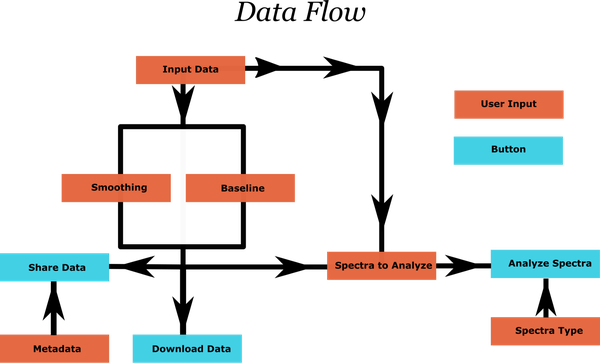 Data Flow
Input Data
User Input
Button
Smoothing
Baseline
Share Data
Spectra to Analyze
Analyze Spectra
Metadata
Download Data
Spectra Type